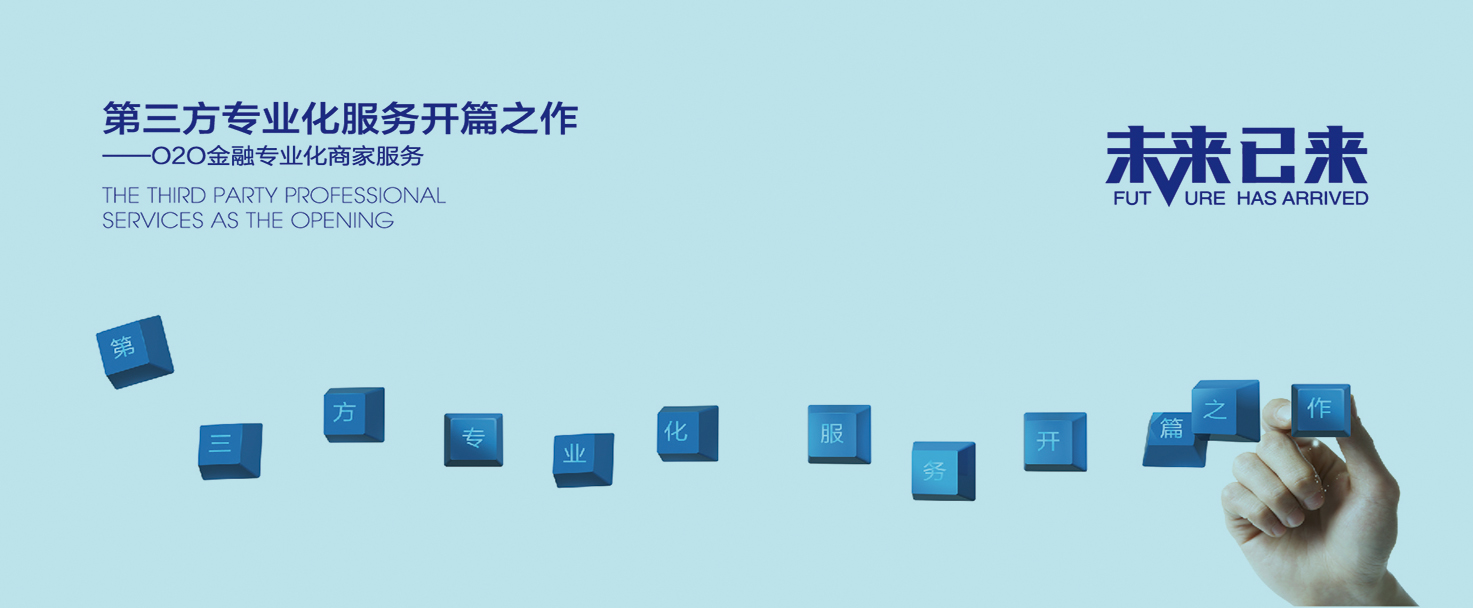 第三方专业化服务开篇之作
——O2O金融专业化商家服务
THE THIRD PARTY PROFESSIONAL
SERVICES AS THE OPENING
未来已来
FUTURE HAS ARRIVED
第三方专业化服务开篇之作